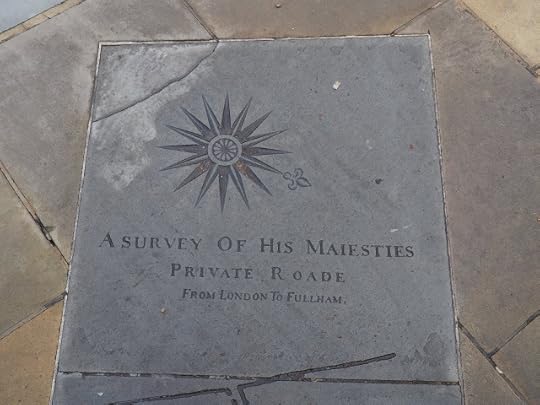 A SURVEY OF HIS MAIESTIES
PRIVATE ROADE
FROM LONDON TO FULLHAM.